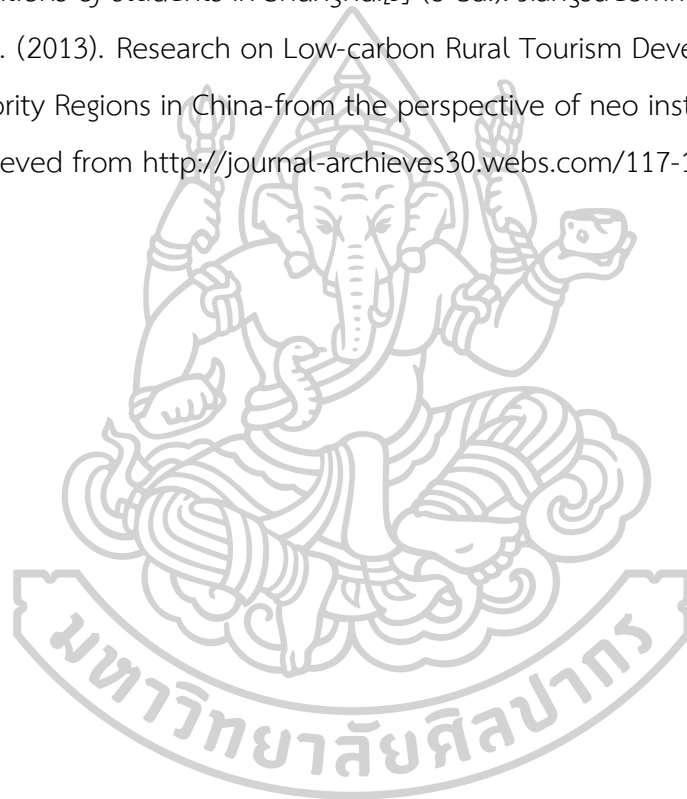 . (2013). Research on Low-carbon Rural Tourism Deve
ority Regions in China-from the perspective of neo inst
eved from http://journal-archieves30.webs.com/117-1
มหาวิทยาลัยศิลปากร